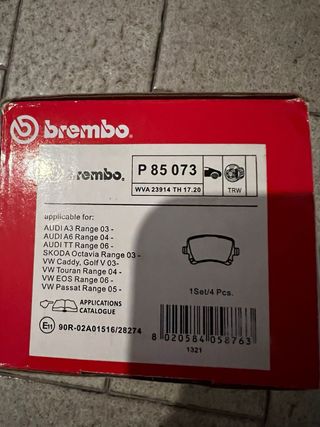 brembo.
brembo.
P 85 073
WVA 23914 TH 17.20
TRW
applicable for:
AUDI A3 Range 03 -
AUDI A6 Range 04 -
AUDI TT Range 06 -
SKODA Octavia Range 03 -
VW Caddy, Golf V 03-
VW Touran Range 04 -
VW EOS Range 06 -
VW Passat Range 05 -
1Set/4 Pcs.
APPLICATIONS
CATALOGUE
E11 90R-02A01516/28274
8 020584 058763
1321